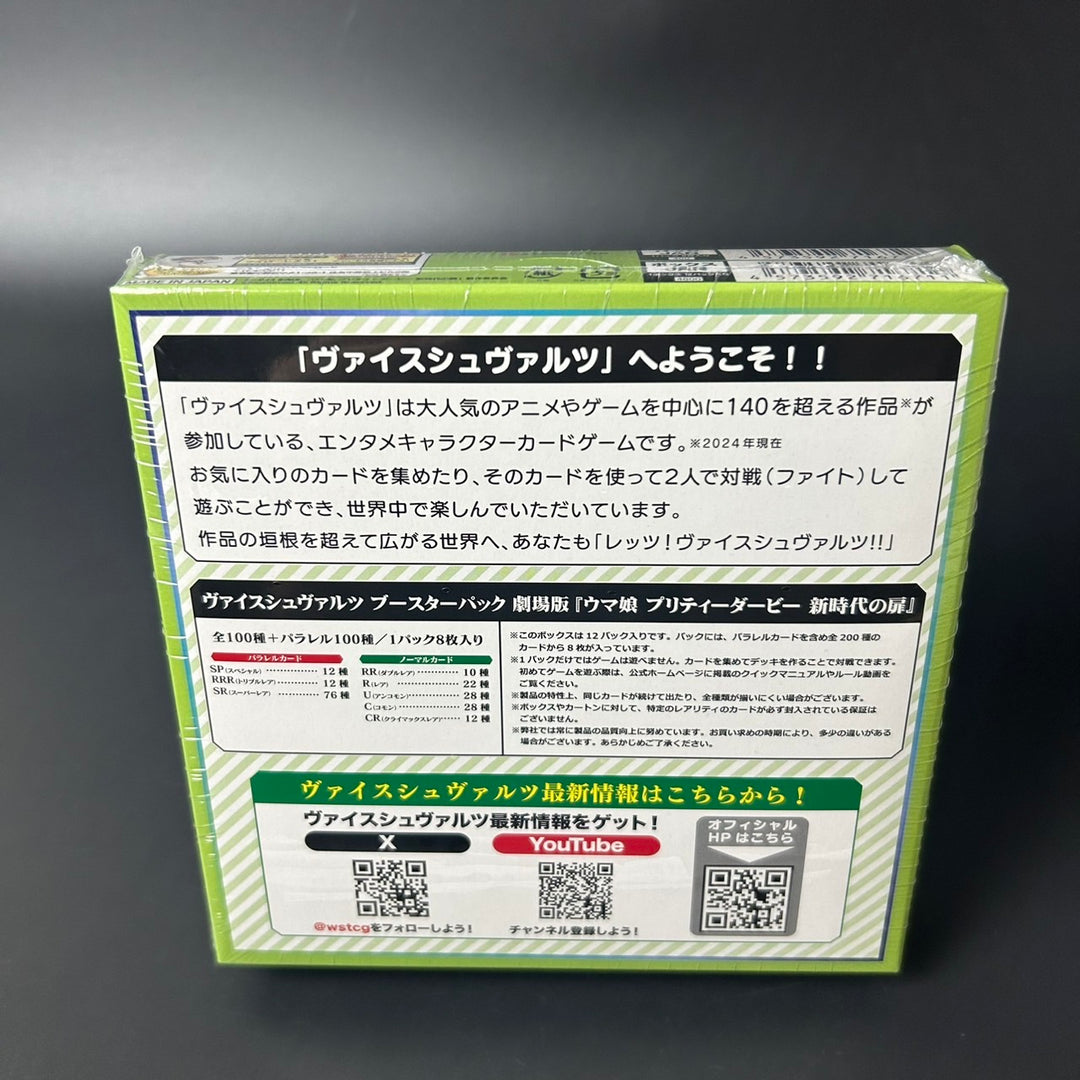 MADE IN JAPAN
「ヴァイスシュヴァルツ」へようこそ！！
「ヴァイスシュヴァルツ」は大人気のアニメやゲームを中心に140を超える作品※が
参加している、エンタメキャラクターカードゲームです。※2024年現在
お気に入りのカードを集めたり、そのカードを使って2人で対戦（ファイト）して
遊ぶことができ、世界中で楽しんでいただいています。
作品の垣根を超えて広がる世界へ、あなたも「レッツ！ヴァイスシュヴァルツ!!」
ヴァイスシュヴァルツ ブースターパック 劇場版『ウマ娘 プリティーダービー 新時代の扉』
全100種＋パラレル100種／1パック8枚入り
パラレルカード
SP(スペシャル)‥‥‥‥‥12種
RRR(トリプルレア)‥‥‥‥12種
SR(スーパーレア)‥‥‥‥76種
ノーマルカード
RR(ダブルレア)‥‥‥‥10種
R(レア)‥‥‥‥‥‥22種
U(アンコモン)‥‥‥‥28種
C(コモン)‥‥‥‥‥28種
CR(クライマックスレア)‥‥12種
※このボックスは12パック入りです。パックには、パラレルカードを含め全200種の
カードから8枚が入っています。
※1パックだけではゲームは遊べません。カードを集めてデッキを作ることで対戦できます。
初めてゲームを遊ぶ際は、公式ホームページに掲載のクイックマニュアルやルール動画を
ご覧ください。
※製品の特性上、同じカードが続けて出たり、全種類が揃いにくい場合がございます。
※ボックスやカートンに対して、特定のレアリティのカードが必ず封入されている保証は
ございません。
※弊社では常に製品の品質向上に努めています。お買い求めの時期により、多少の違いがある
場合がございます。あらかじめご了承ください。
ヴァイスシュヴァルツ最新情報はこちらから！
ヴァイスシュヴァルツ最新情報をゲット！
X
YouTube
@wstcgをフォローしよう！
チャンネル登録しよう！
オフィシャル
HPはこちら